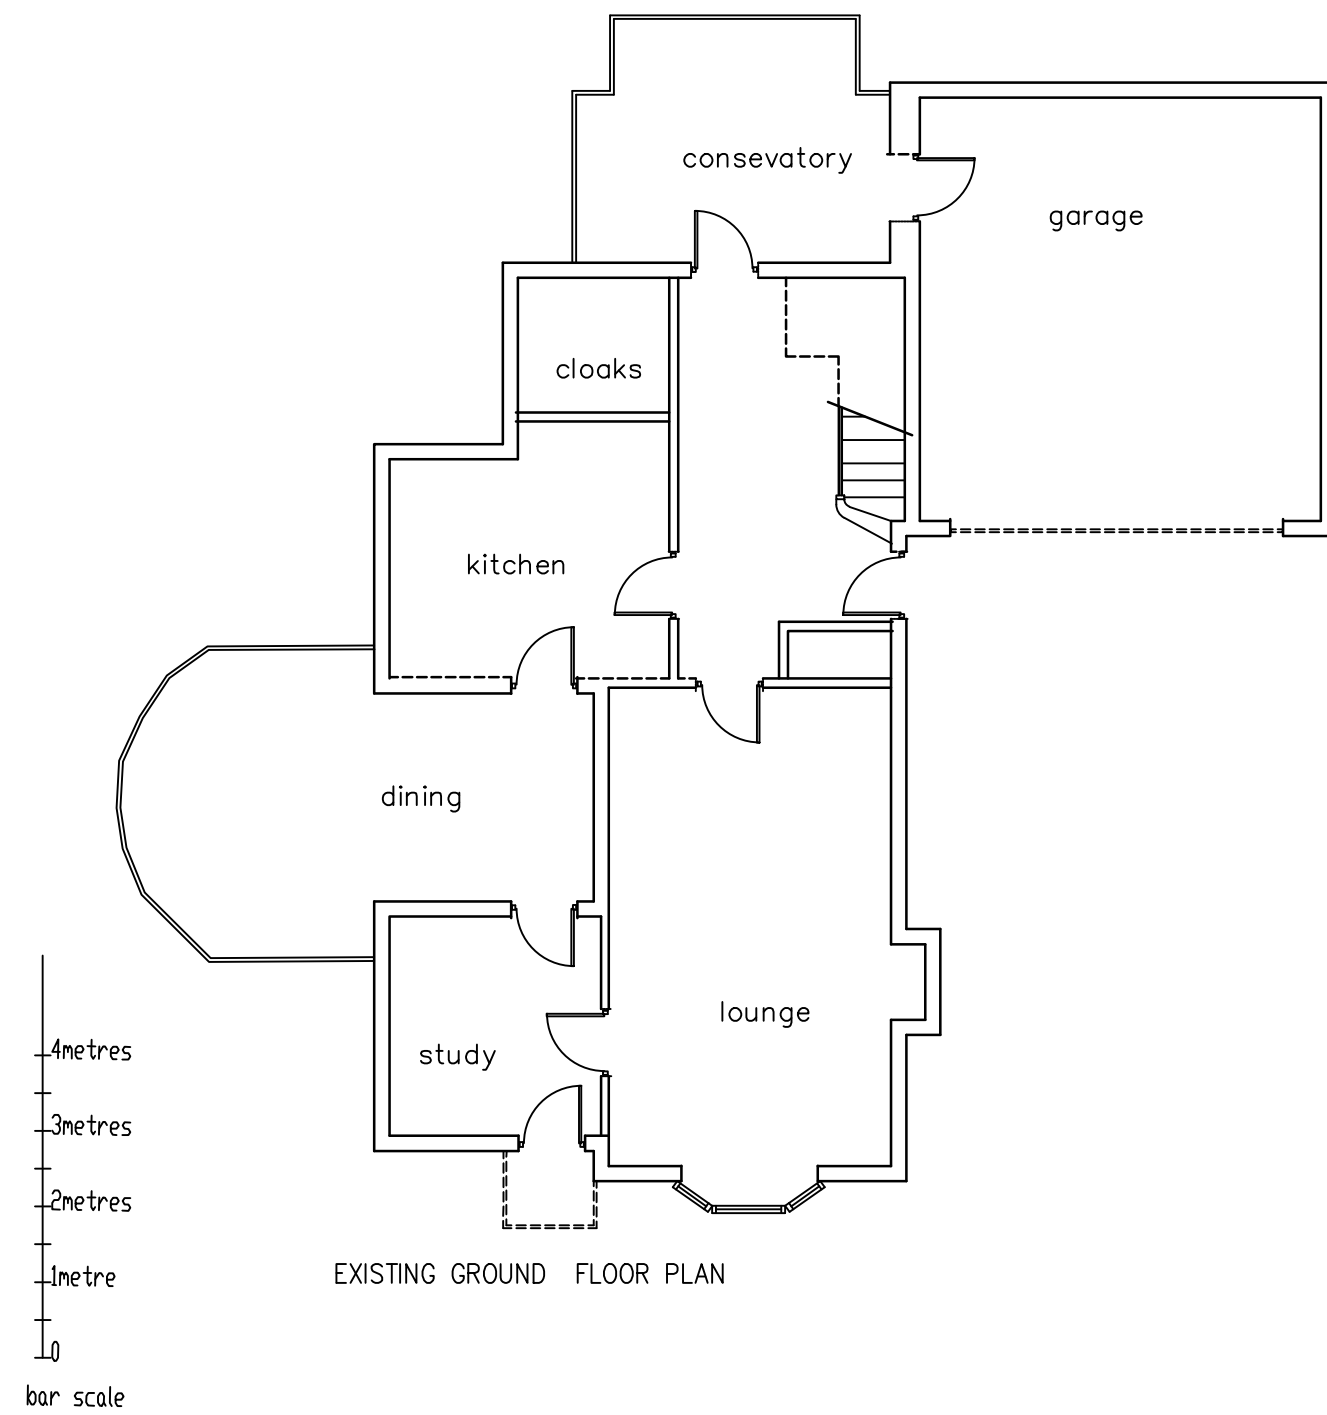 consevatory
garage
cloaks
kitchen
dining
lounge
study
4metres
3metres
2metres
1metre
0
bar scale
EXISTING GROUND FLOOR PLAN